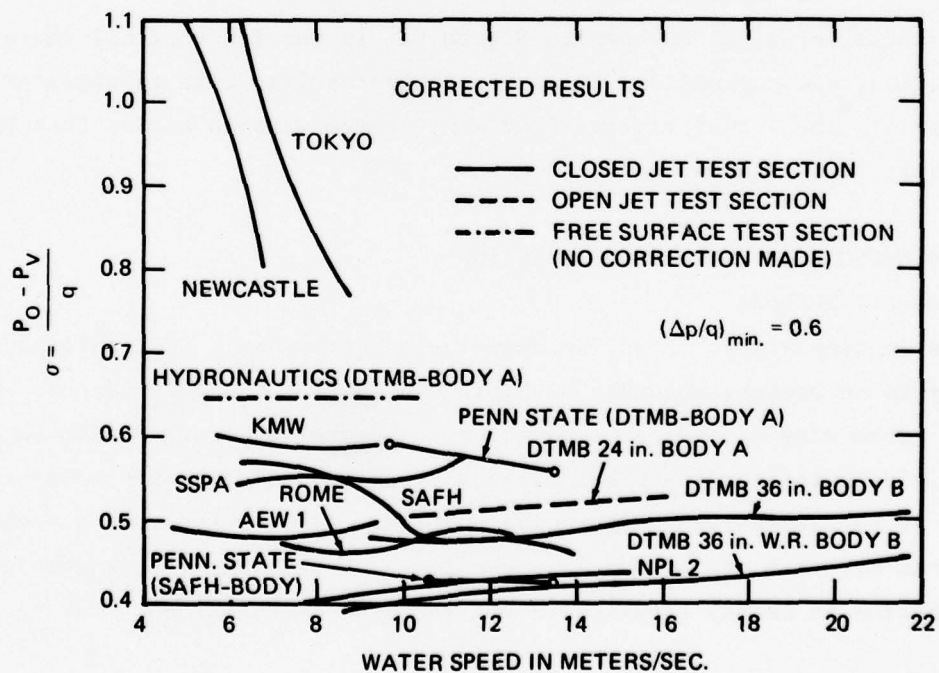 1.1
1.0
0.9
0.8
0.7
0.6
0.5
0.4
σ = P_O - P_V / q
CORRECTED RESULTS
CLOSED JET TEST SECTION
OPEN JET TEST SECTION
FREE SURFACE TEST SECTION
(NO CORRECTION MADE)
(Δp/q)min. = 0.6
TOKYO
NEWCASTLE
HYDRONAUTICS (DTMB-BODY A)
KMW
PENN STATE (DTMB-BODY A)
DTMB 24 in. BODY A
SSPA
ROME
SAFH
DTMB 36 in. BODY B
AEW 1
DTMB 36 in. W.R. BODY B
PENN. STATE
(SAFH-BODY)
NPL 2
4 6 8 10 12 14 16 18 20 22
WATER SPEED IN METERS/SEC.